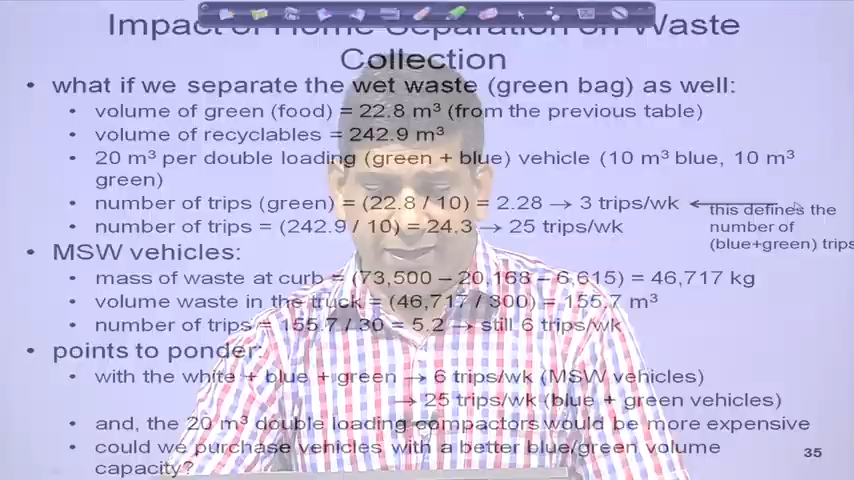 Impact of Home Separation on Waste
Collection
• what if we separate the wet waste (green bag) as well:
• volume of green (food) = 22.8 m³ (from the previous table)
• volume of recyclables = 242.9 m³
• 20 m³ per double loading (green + blue) vehicle (10 m³ blue, 10 m³
green)
• number of trips (green) = (22.8 / 10) = 2.28 → 3 trips/wk
• number of trips = (242.9 / 10) = 24.3 → 25 trips/wk
this defines the
number of
(blue+green) trips
• MSW vehicles:
• mass of waste at curb = (73,500 – 20,168 – 6,615) = 46,717 kg
• volume waste in the truck = (46,717 / 300) = 155.7 m³
• number of trips = 155.7 / 30 = 5.2 → still 6 trips/wk
• points to ponder:
• with the white + blue + green → 6 trips/wk (MSW vehicles)
→ 25 trips/wk (blue + green vehicles)
• and, the 20 m³ double loading compactors would be more expensive
• could we purchase vehicles with a better blue/green volume
capacity?
35